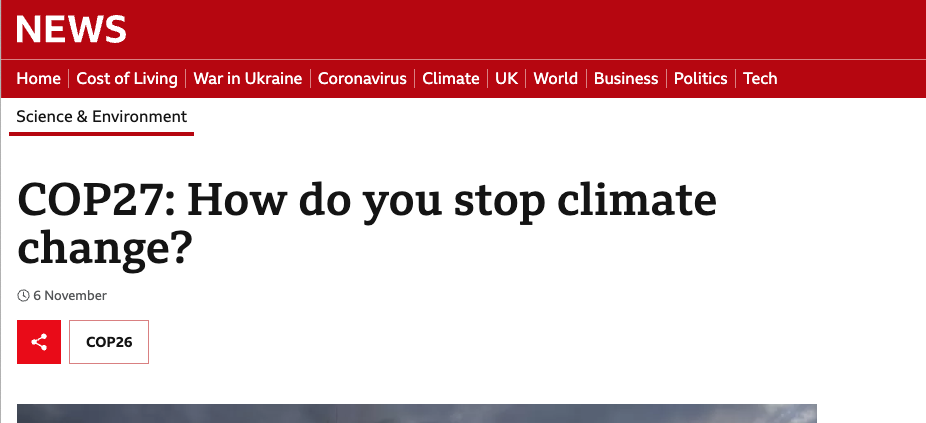 NEWS
Home Cost of Living War in Ukraine Coronavirus Climate UK World Business Politics Tech
Science & Environment
COP27: How do you stop climate
change?
6 November
COP26